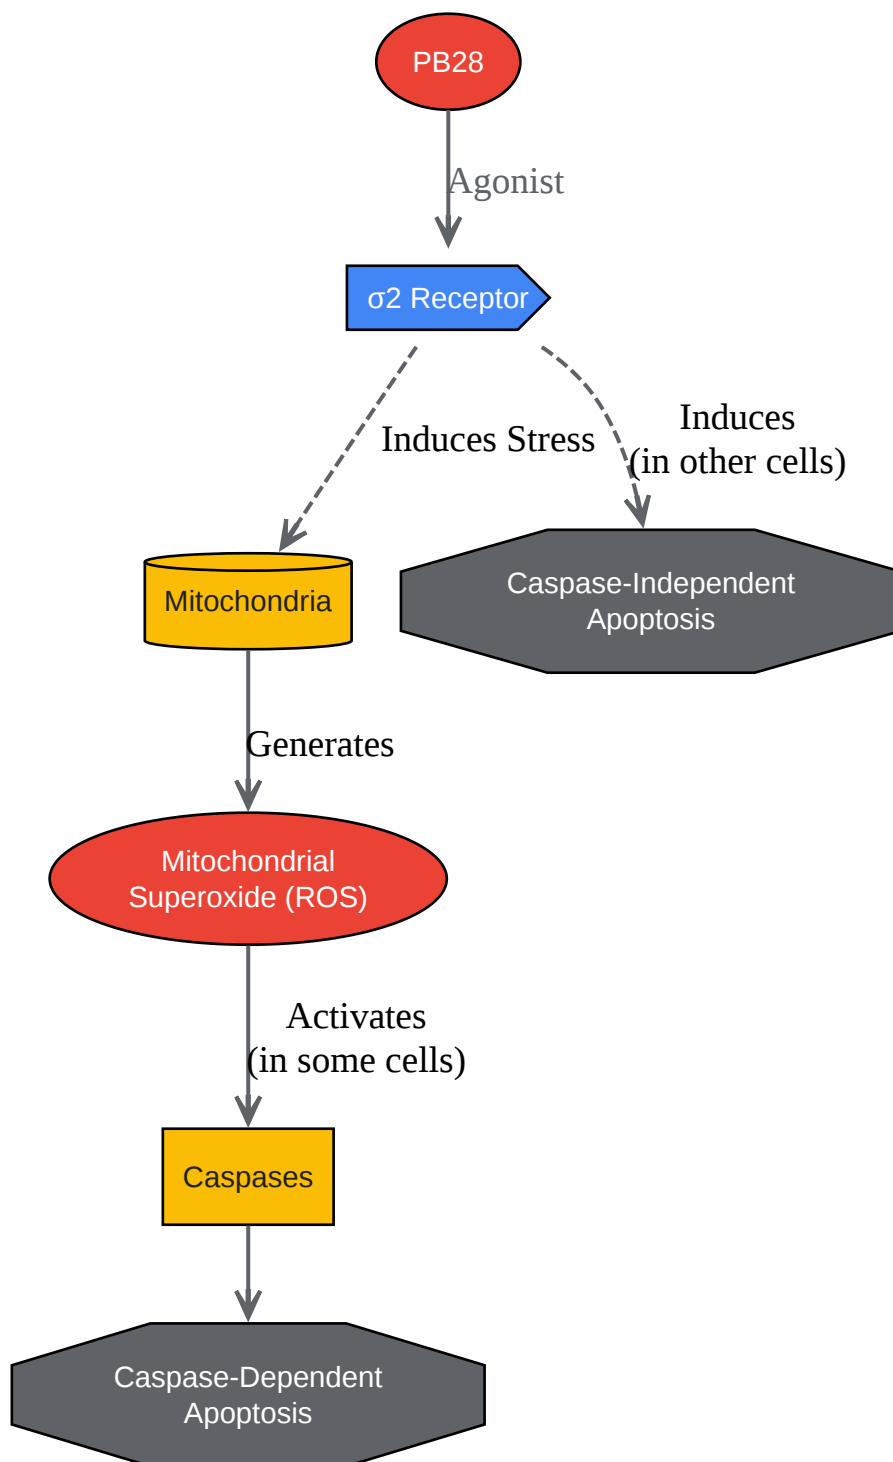 PB28
Agonist
σ2 Receptor
Induces Stress
Induces
(in other cells)
Mitochondria
Caspase-Independent
Apoptosis
Generates
Mitochondrial
Superoxide (ROS)
Activates
(in some cells)
Caspases
Caspase-Dependent
Apoptosis